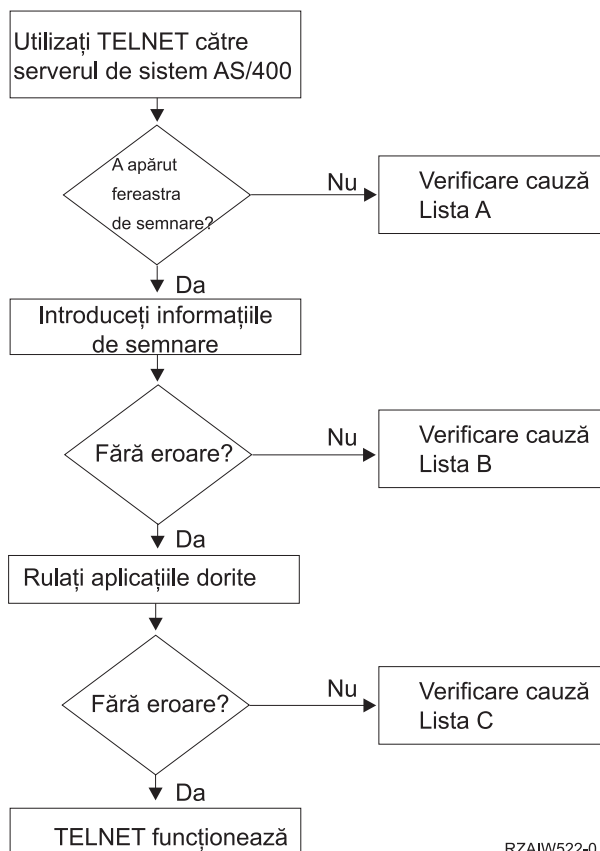 Utilizați TELNET către
serverul de sistem AS/400
A apărut
fereastra
de semnare?
Nu
Verificare cauză
Lista A
Da
Introduceți informațiile
de semnare
Fără eroare?
Nu
Verificare cauză
Lista B
Da
Rulați aplicațiile dorite
Fără eroare?
Nu
Verificare cauză
Lista C
Da
TELNET funcționează
RZAIW522-0